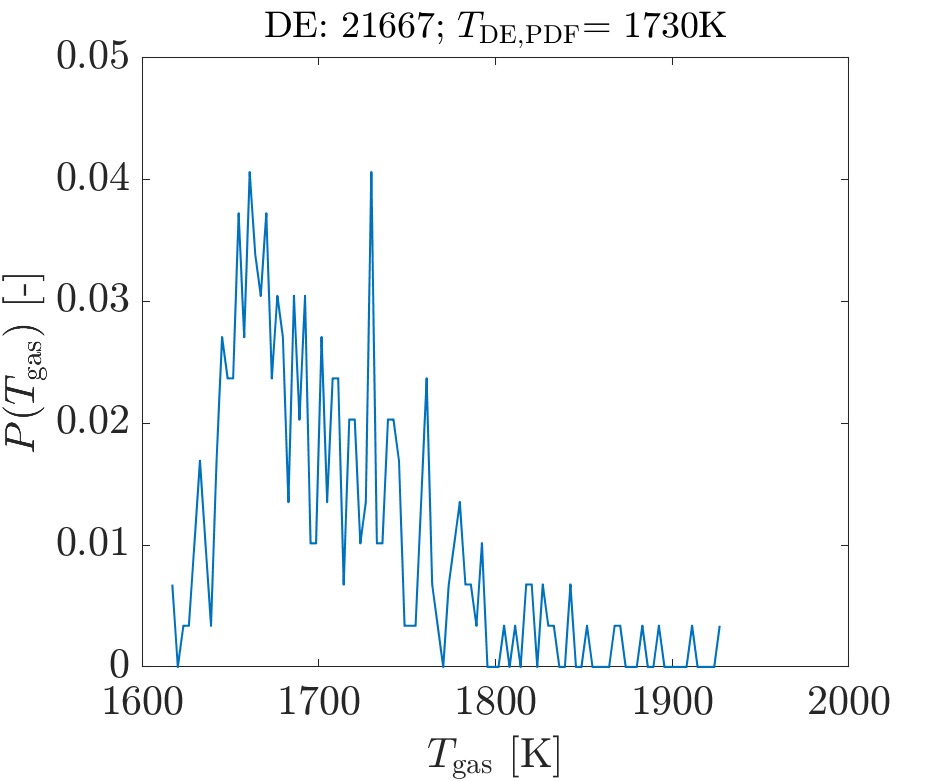 DE: 21667; T_DE,PDF= 1730K
0.05
0.04
0.03
0.02
0.01
0
P(T_gas) [-]
1600 1700 1800 1900 2000
T_gas [K]